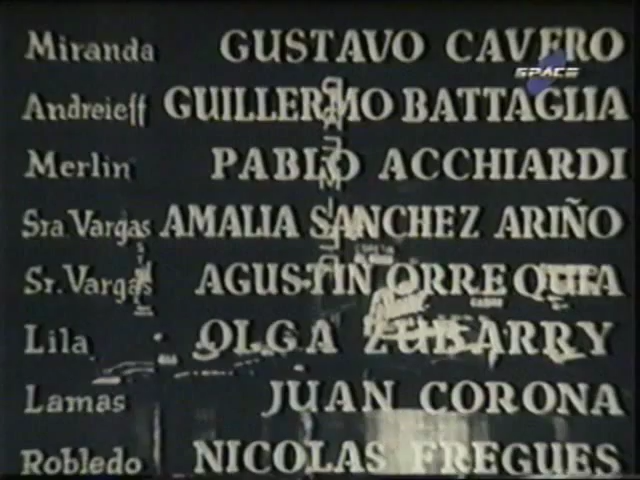 Miranda GUSTAVO CAVERO
SPACE
Andreieff GUILLERMO BATTAGLIA
Merlin PABLO ACCHIARDI
Sra. Vargas AMALIA SANCHEZ ARIÑO
Sr. Vargas AGUSTIN ORREQUIA
Lila OLGA ZUBARRY
Lamas JUAN CORONA
Robledo NICOLAS FREGUES